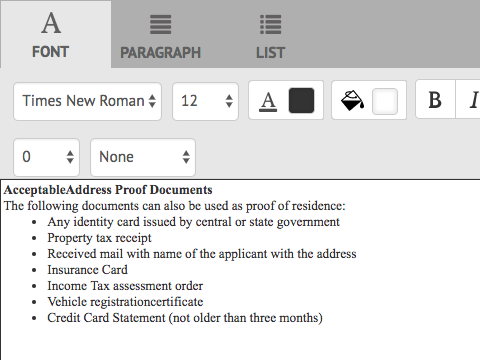 A
FONT
PARAGRAPH
LIST
Times New Roman
12
A
B
I
0
None
AcceptableAddress Proof Documents
The following documents can also be used as proof of residence:
• Any identity card issued by central or state government
• Property tax receipt
• Received mail with name of the applicant with the address
• Insurance Card
• Income Tax assessment order
• Vehicle registrationcertificate
• Credit Card Statement (not older than three months)